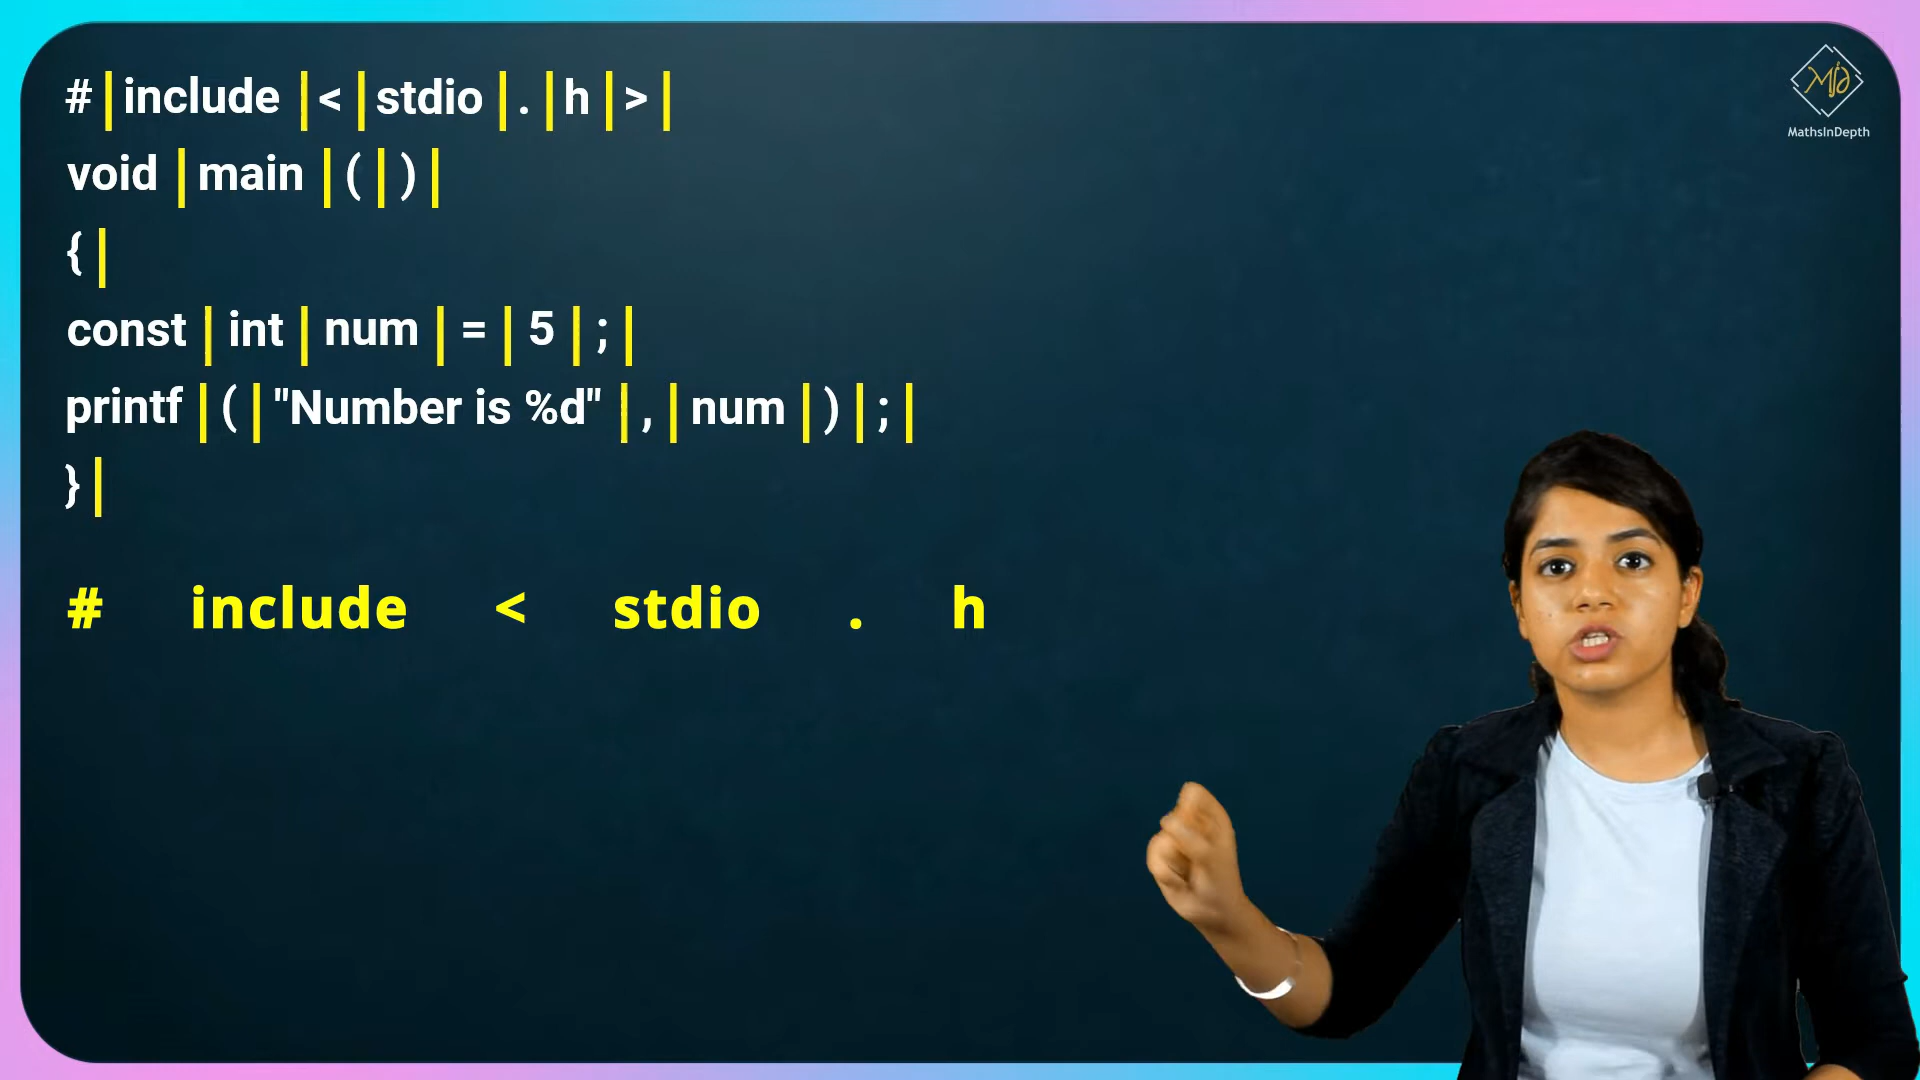 #|include |< |stdio |. |h |> |
void |main |( | ) |
{ |
const | int | num | = | 5 | ; |
printf | ( | "Number is %d" | , | num | ) | ; |
} |
# include < stdio . h
MathsInDepth